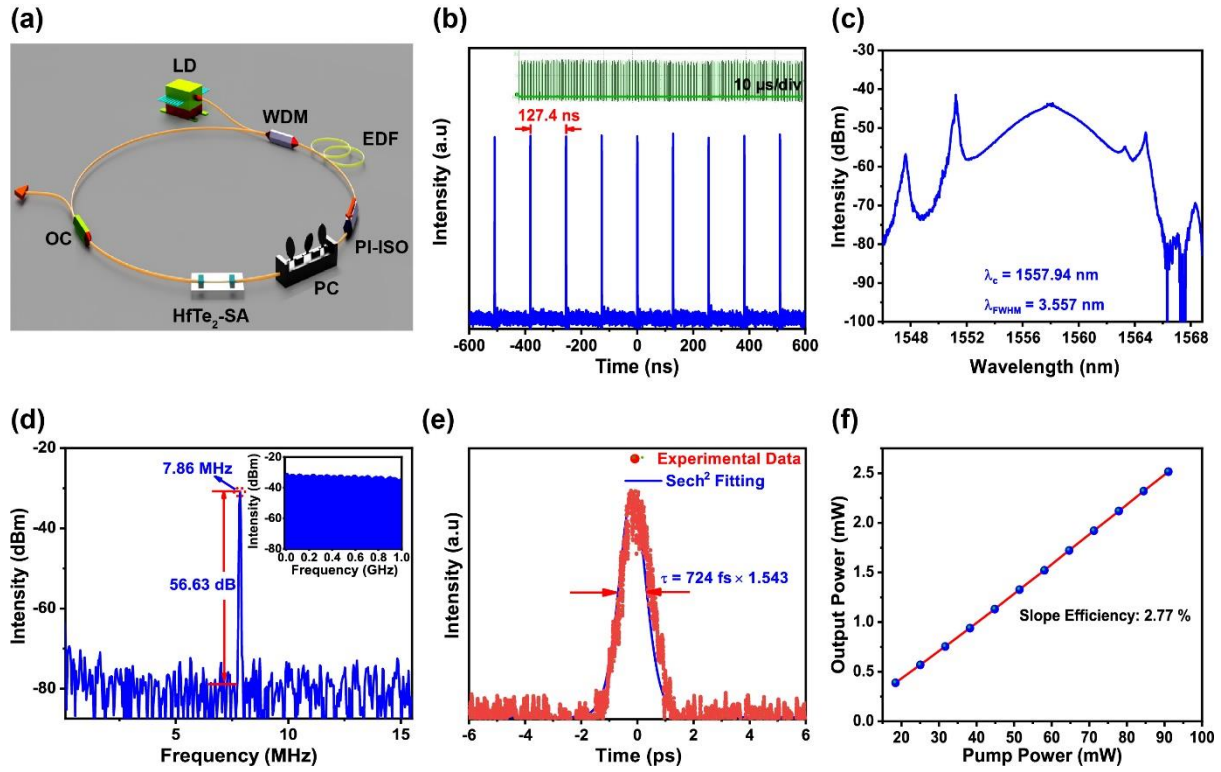 (a)
LD
WDM
EDF
PI-ISO
PC
HfTe₂-SA
OC
(b)
10 µs/div
127.4 ns
Intensity (a.u)
-600 -400 -200 0 200 400 600
Time (ns)
(c)
-30
-40
-50
-60
-70
-80
-90
-100
Intensity (dBm)
λc = 1557.94 nm
λFWHM = 3.557 nm
1548 1552 1556 1560 1564 1568
Wavelength (nm)
(d)
-20
-40
-60
-80
Intensity (dBm)
7.86 MHz
56.63 dB
-20
-40
-60
-80
Intensity (dBm)
0.0 0.2 0.4 0.6 0.8 1.0
Frequency (GHz)
5 10 15
Frequency (MHz)
(e)
Experimental Data
Sech² Fitting
τ = 724 fs × 1.543
Intensity (a.u)
-6 -4 -2 0 2 4 6
Time (ps)
(f)
2.5
2.0
1.5
1.0
0.5
0.0
Output Power (mW)
Slope Efficiency: 2.77 %
20 30 40 50 60 70 80 90 100
Pump Power (mW)